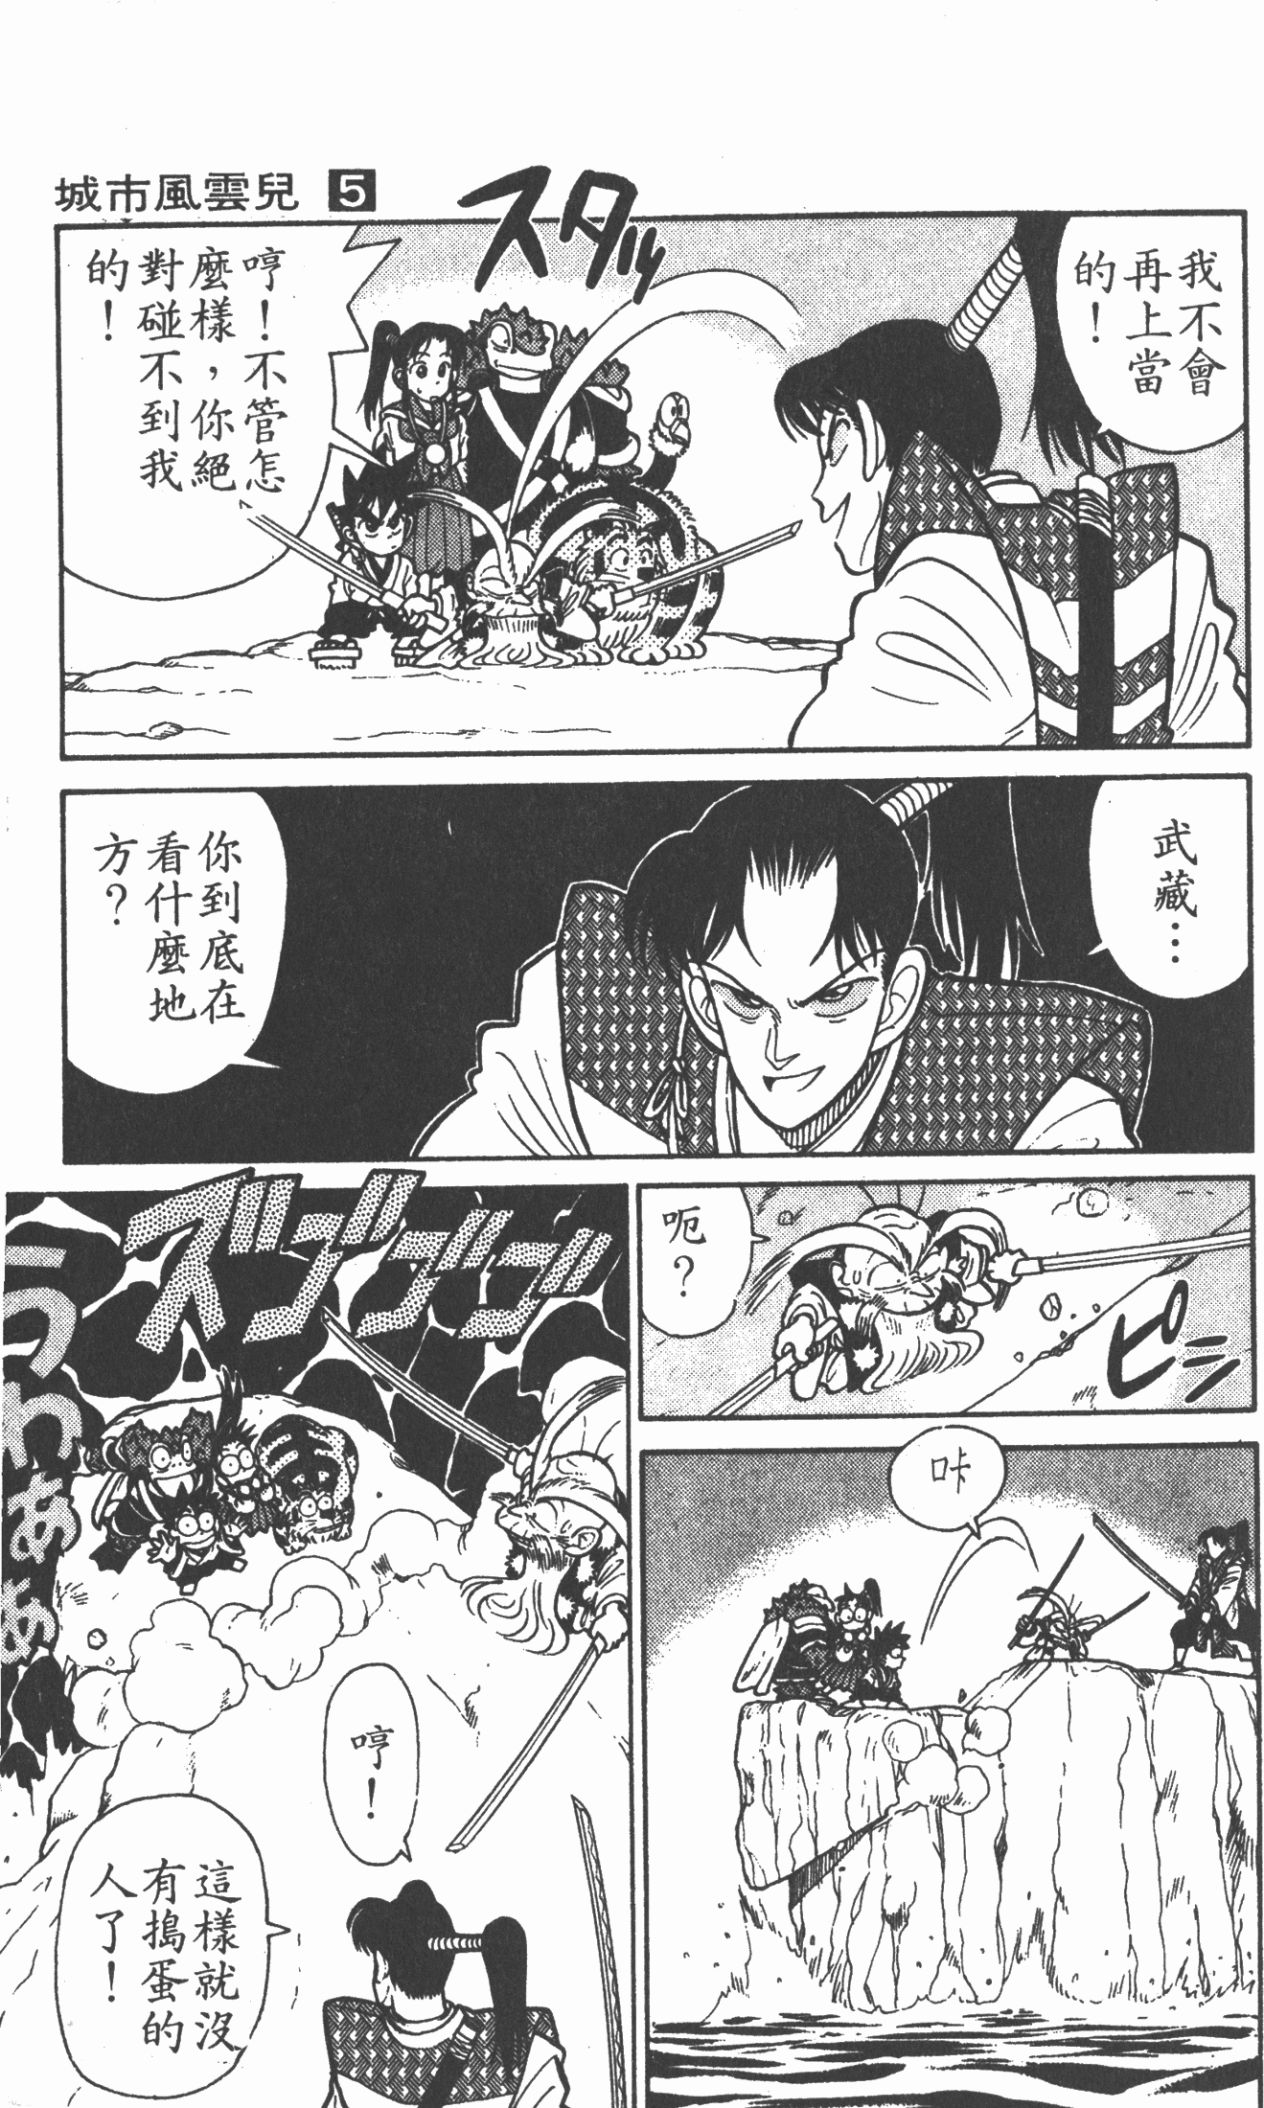 城市風雲兒 5
我不會
再上當
的！
スタッ
哼！不管怎
麼樣，你絕
對碰不到我
的！
武藏…
你到底在
看什麼地
方？
呃？
ピシ
咔
ズゴゴゴ
うわあああ
哼！
這樣就沒
有搗蛋的
人了！